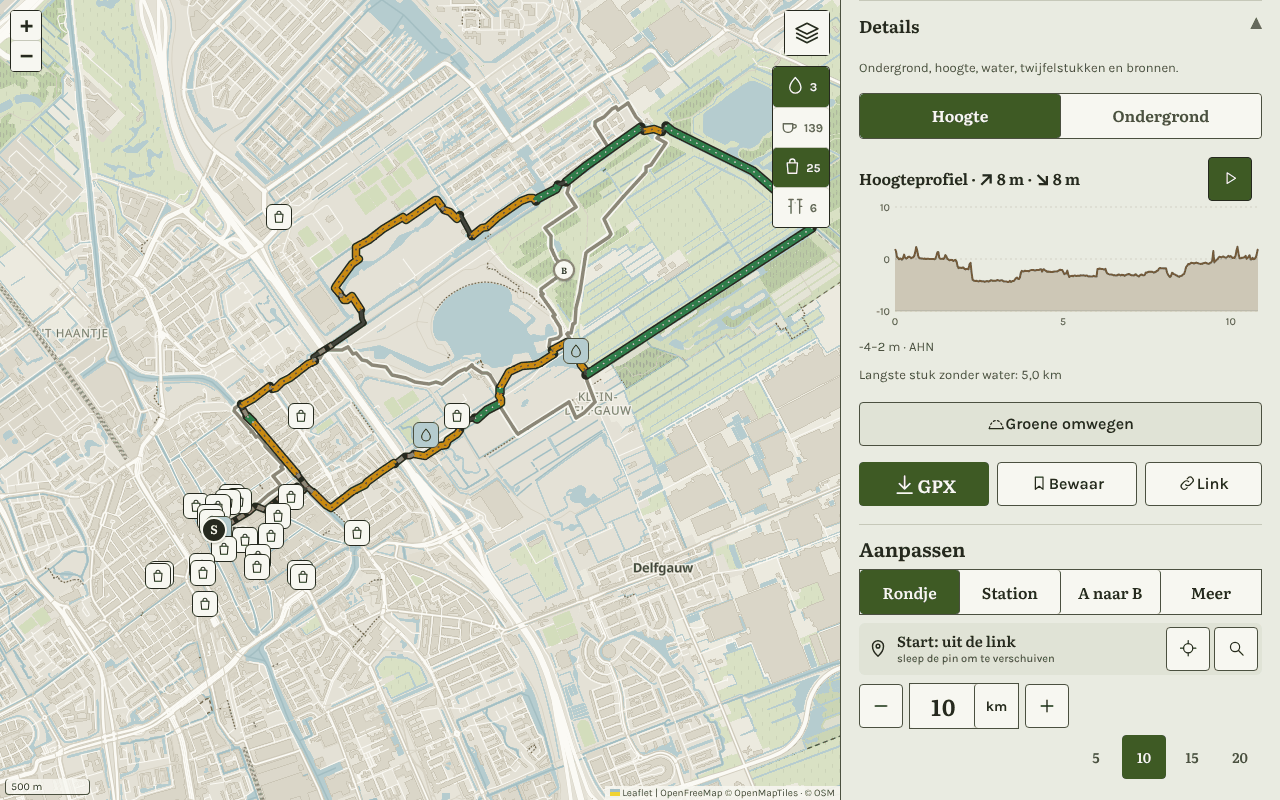 +
−
3
139
25
6
'T HAANTJE
B
KLEIN-
DELFGAUW
S
Delfgauw
500 m
Leaflet | OpenFreeMap © OpenMapTiles · © OSM
Details
Ondergrond, hoogte, water, twijfelstukken en bronnen.
Hoogte
Ondergrond
Hoogteprofiel · ↗ 8 m · ↘ 8 m
10
0
-10
0
5
10
-4–2 m · AHN
Langste stuk zonder water: 5,0 km
Groene omwegen
GPX
Bewaar
Link
Aanpassen
Rondje
Station
A naar B
Meer
Start: uit de link
sleep de pin om te verschuiven
−
10
km
+
5
10
15
20